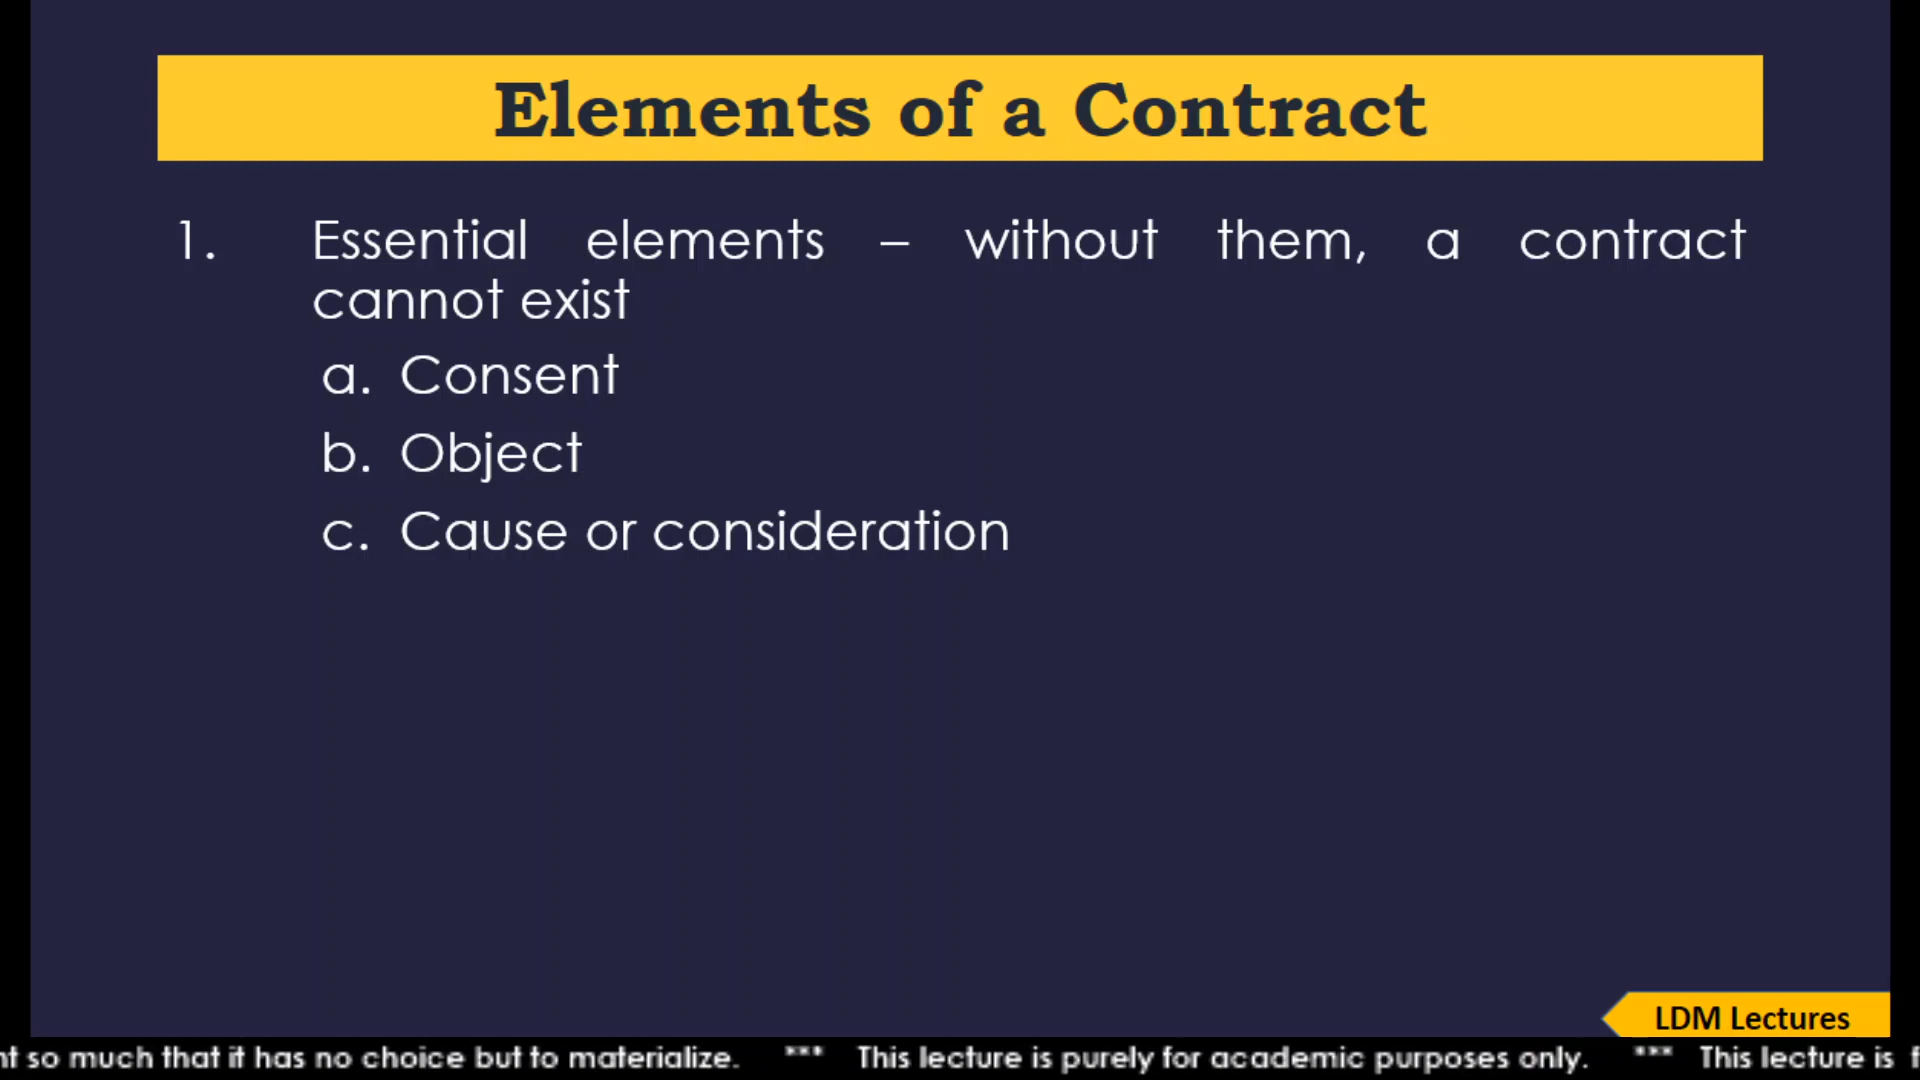 Elements of a Contract
1. Essential elements – without them, a contract
cannot exist
a. Consent
b. Object
c. Cause or consideration
LDM Lectures
so much that it has no choice but to materialize. *** This lecture is purely for academic purposes only. *** This lecture is